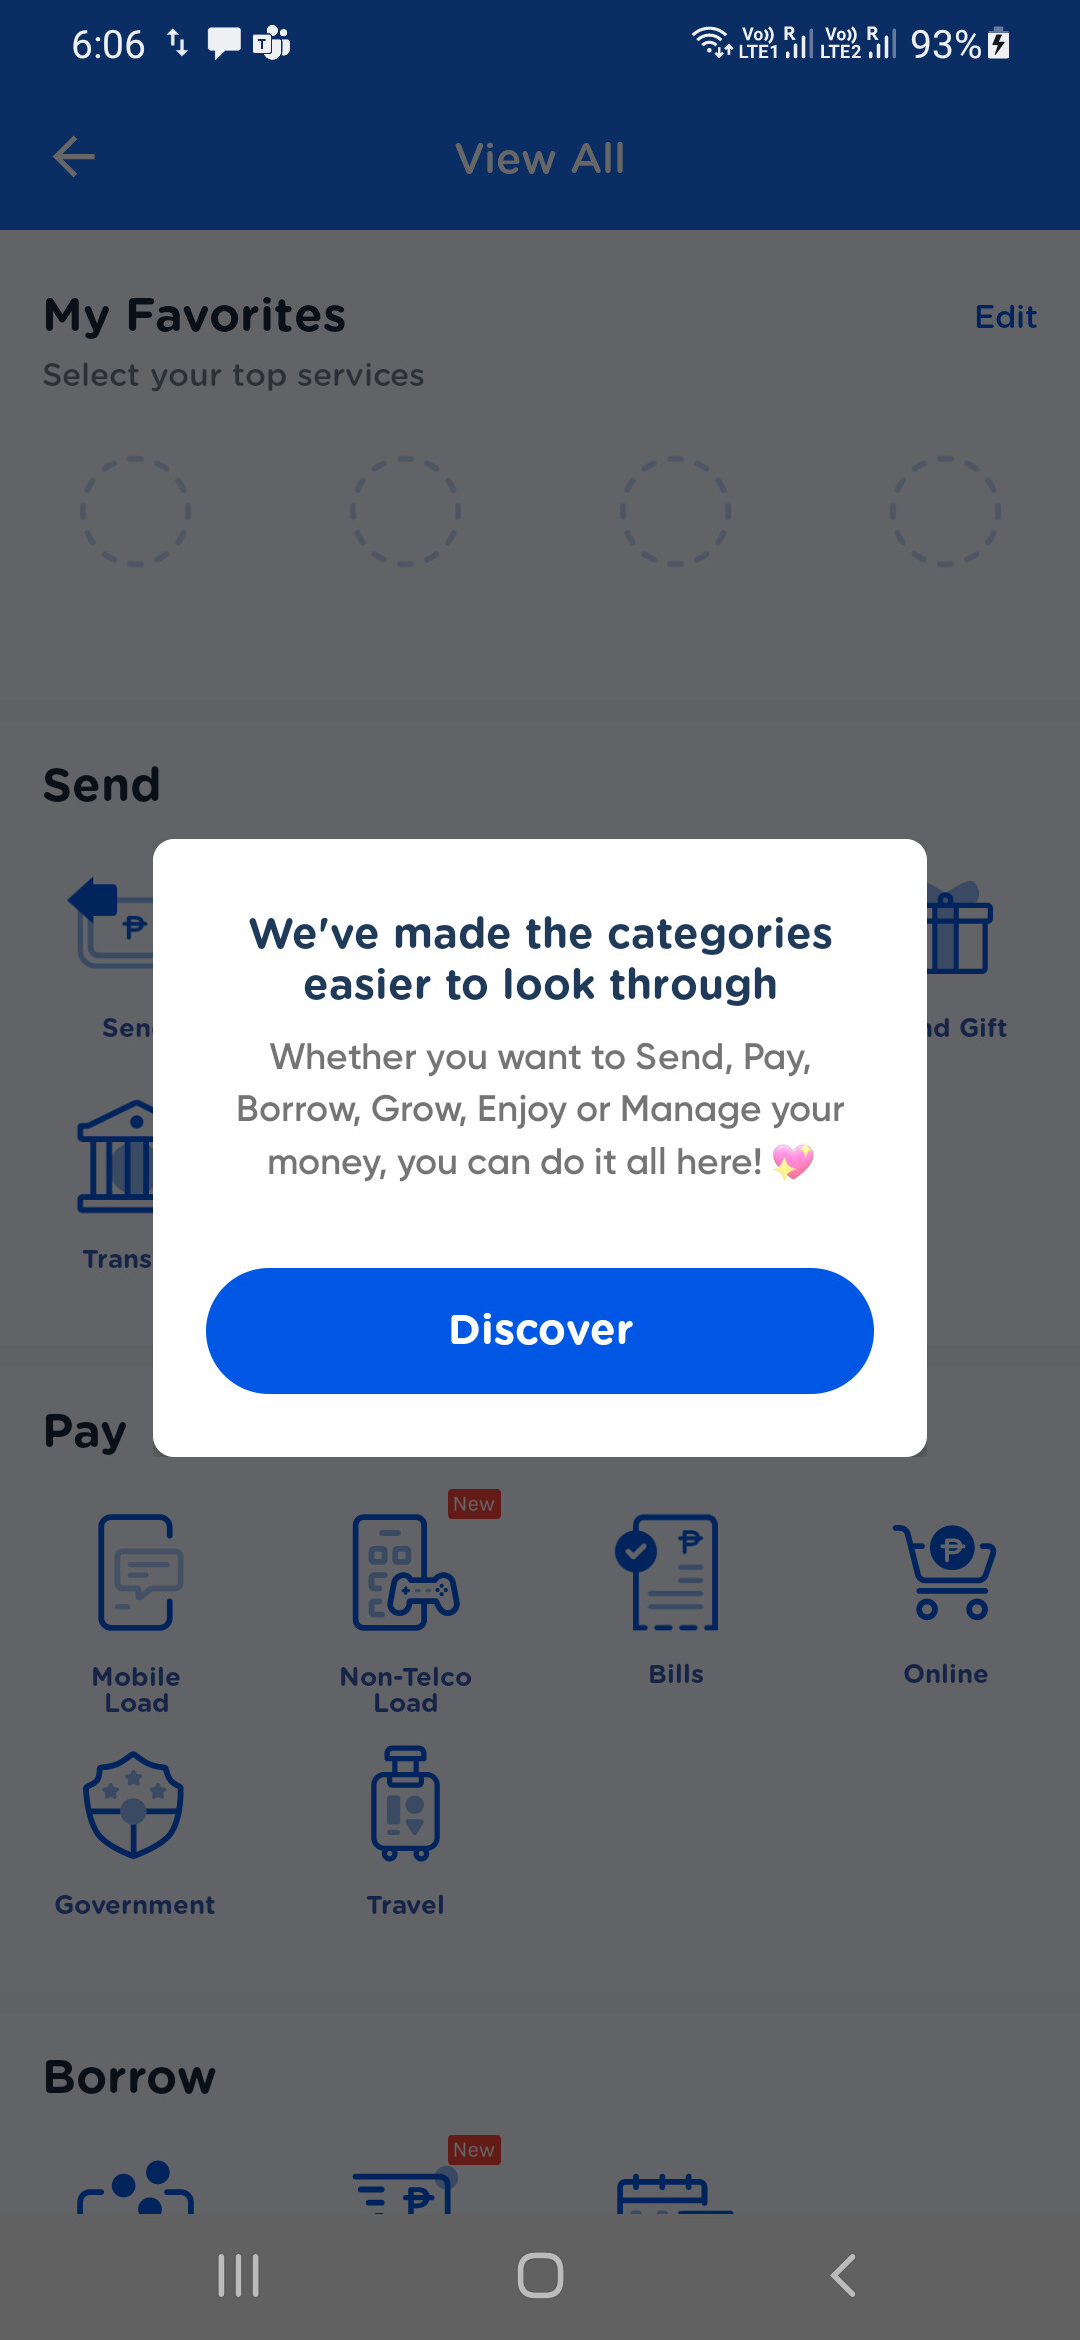 6:06
Vo)) R
LTE1
Vo)) R
LTE2
93%
View All
My Favorites
Edit
Select your top services
Send
We've made the categories
easier to look through
Whether you want to Send, Pay,
Borrow, Grow, Enjoy or Manage your
money, you can do it all here! 💖
Discover
Gift
Pay
New
Mobile
Load
Non-Telco
Load
Bills
Online
Government
Travel
Borrow
New